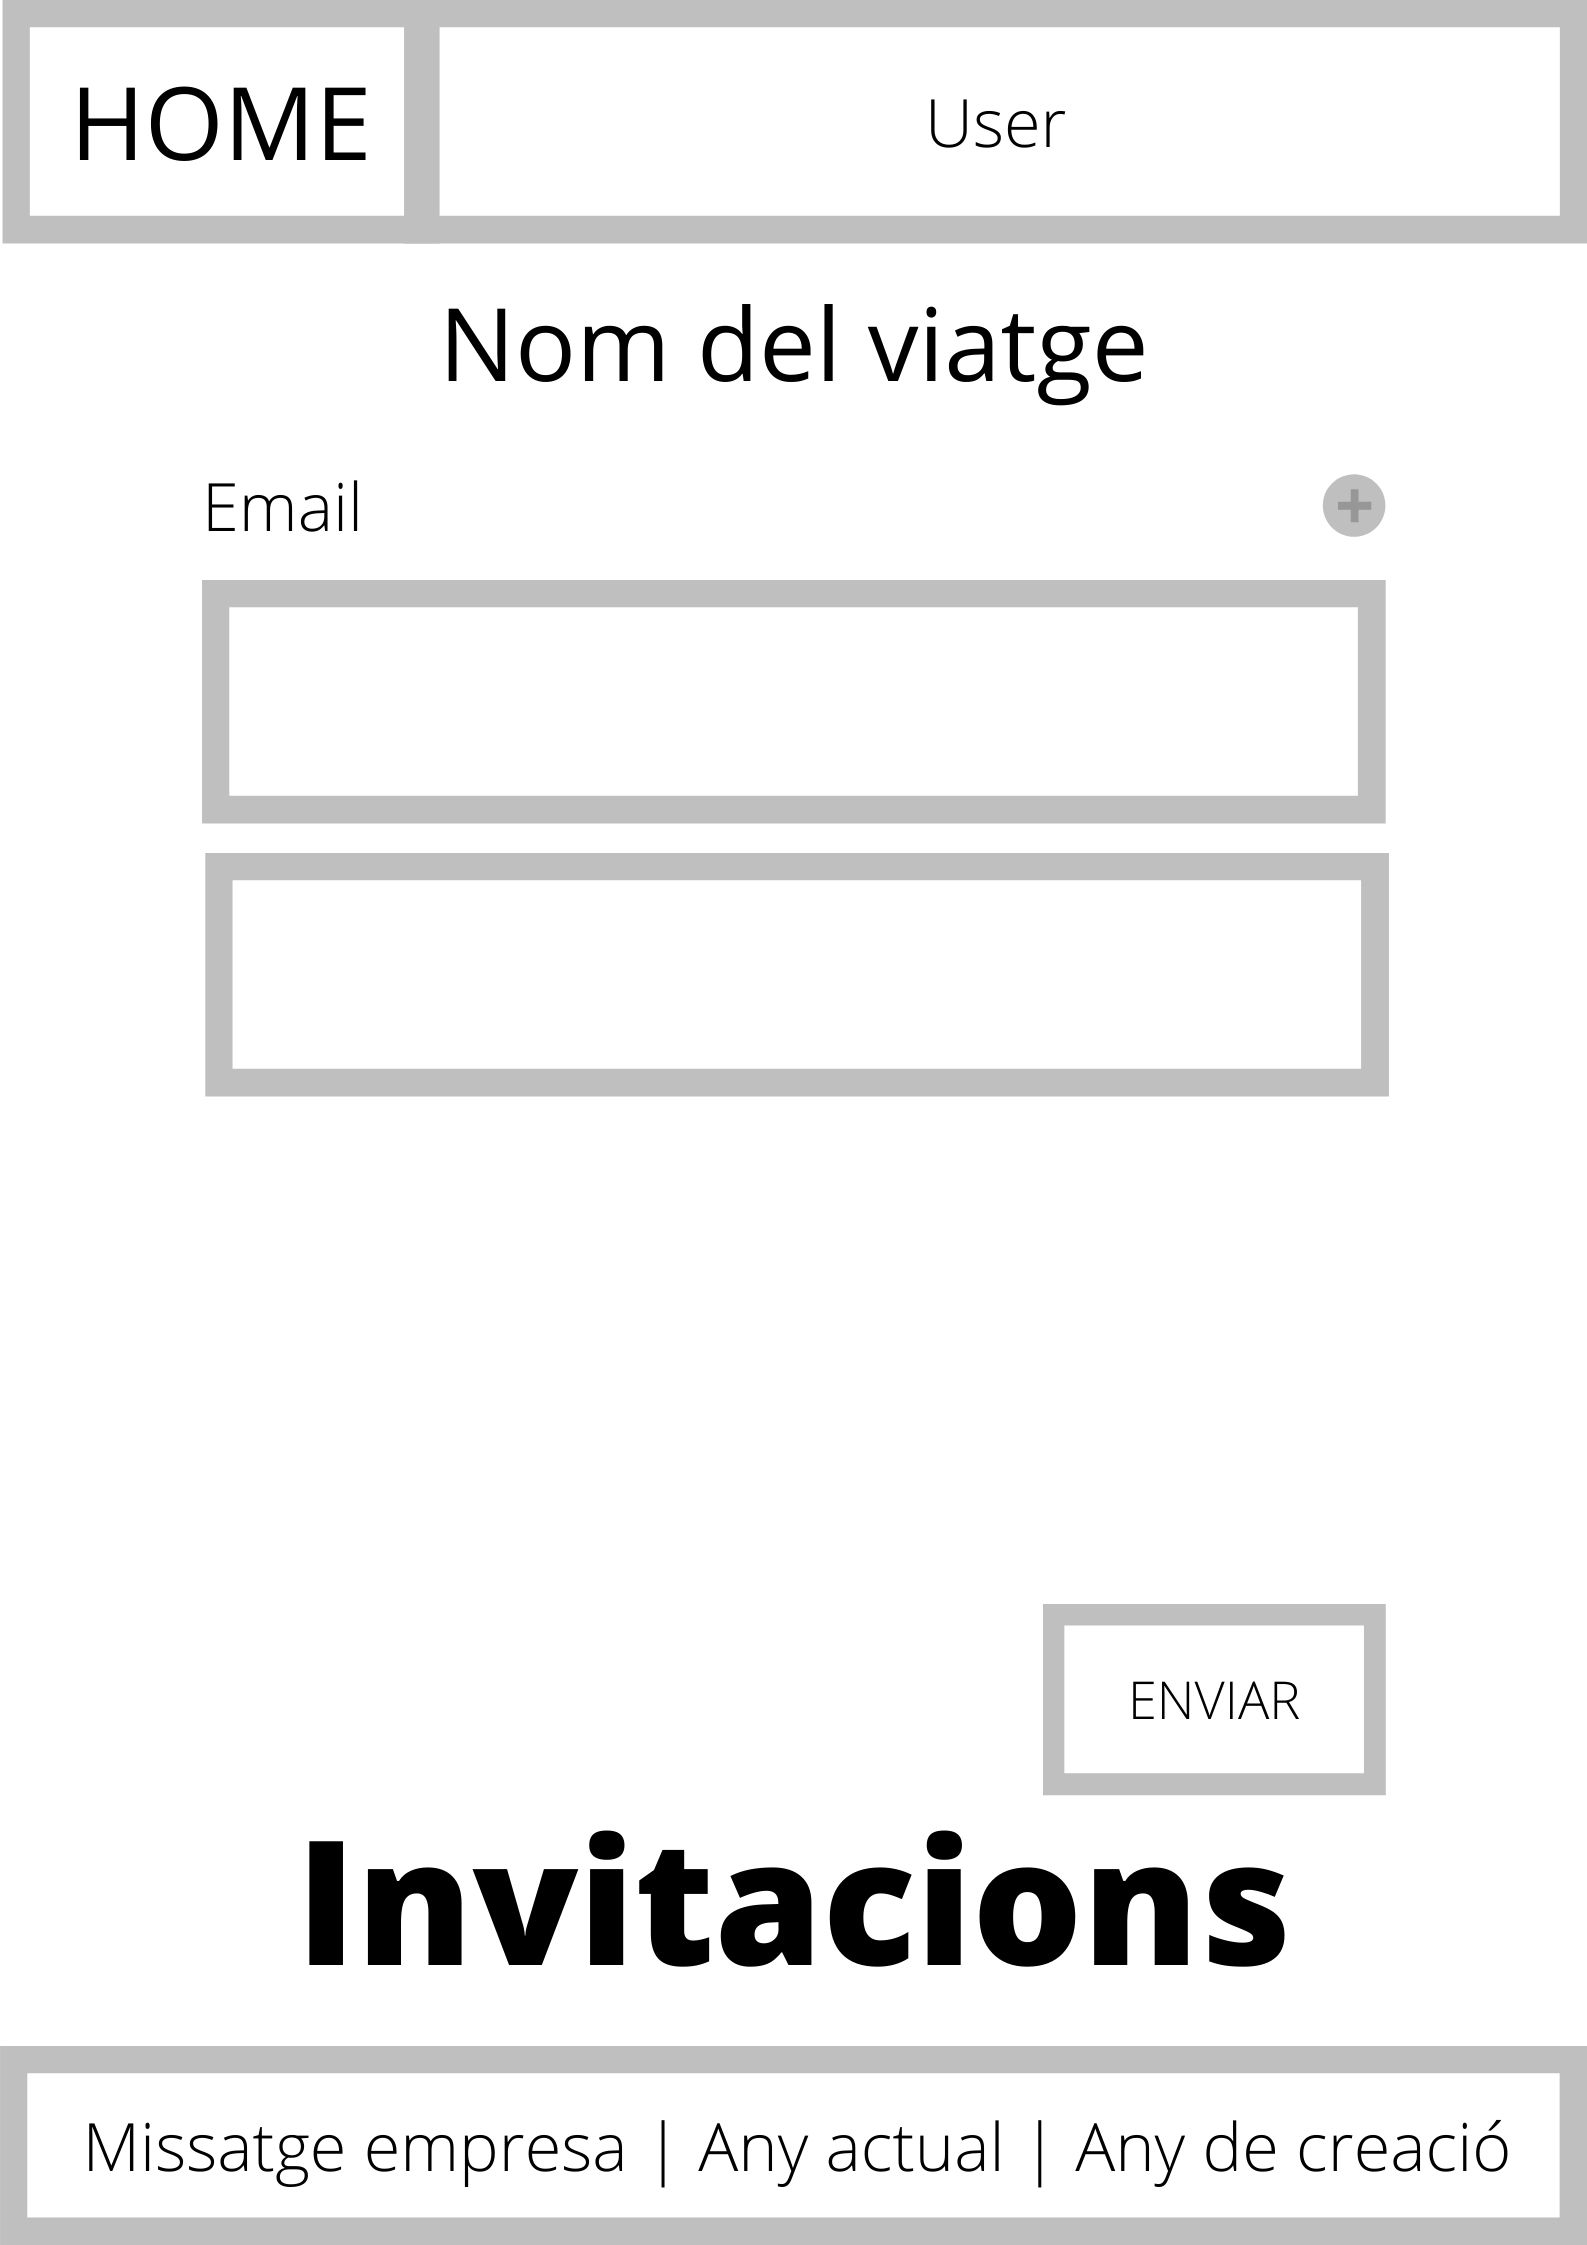 HOME
User
Nom del viatge
Email
ENVIAR
Invitacions
Missatge empresa | Any actual | Any de creació